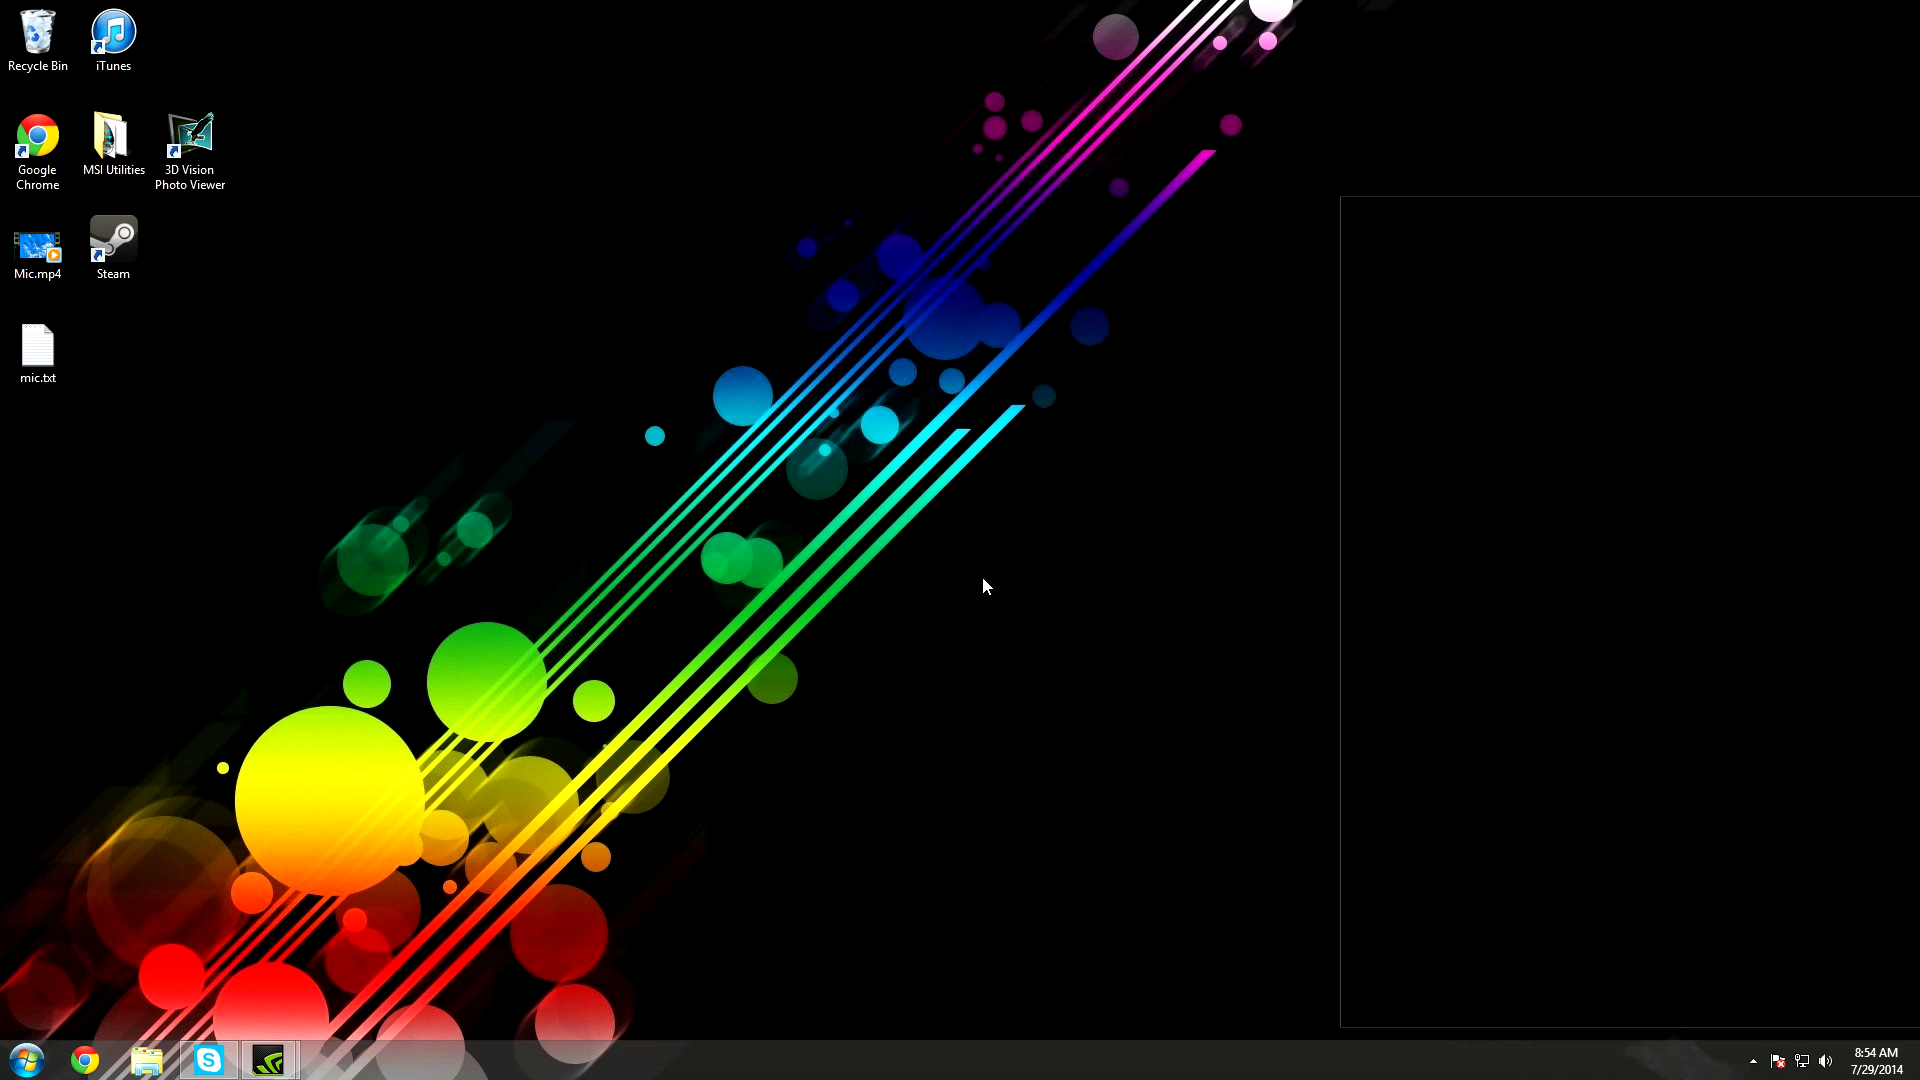 Recycle Bin
iTunes
Google
Chrome
MSI Utilities
3D Vision
Photo Viewer
Mic.mp4
Steam
mic.txt
8:54 AM
7/29/2014